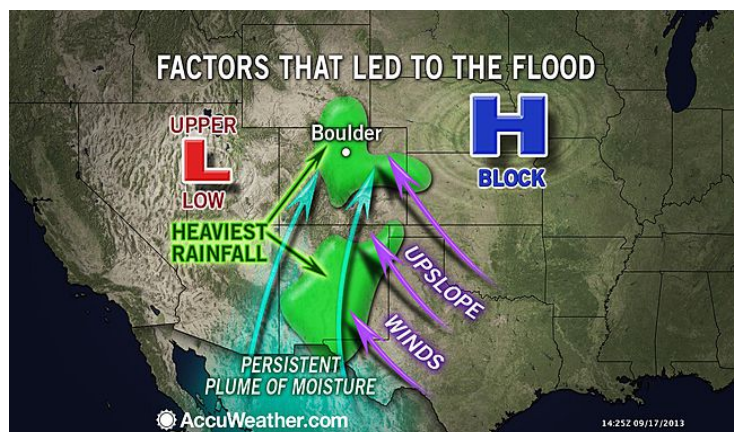 FACTORS THAT LED TO THE FLOOD
UPPER
L
LOW
Boulder
H
BLOCK
HEAVIEST
RAINFALL
UPSLOPE
WINDS
PERSISTENT
PLUME OF MOISTURE
AccuWeather.com
14:25Z 09/17/2013